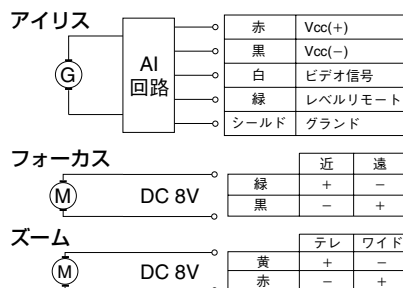 アイリス
G
AI
回路
赤 Vcc(+)
黒 Vcc(−)
白 ビデオ信号
緑 レベルリモート
シールド グランド
フォーカス
M
DC 8V
近 遠
緑 + −
黒 − +
ズーム
M
DC 8V
テレ ワイド
黄 + −
赤 − +